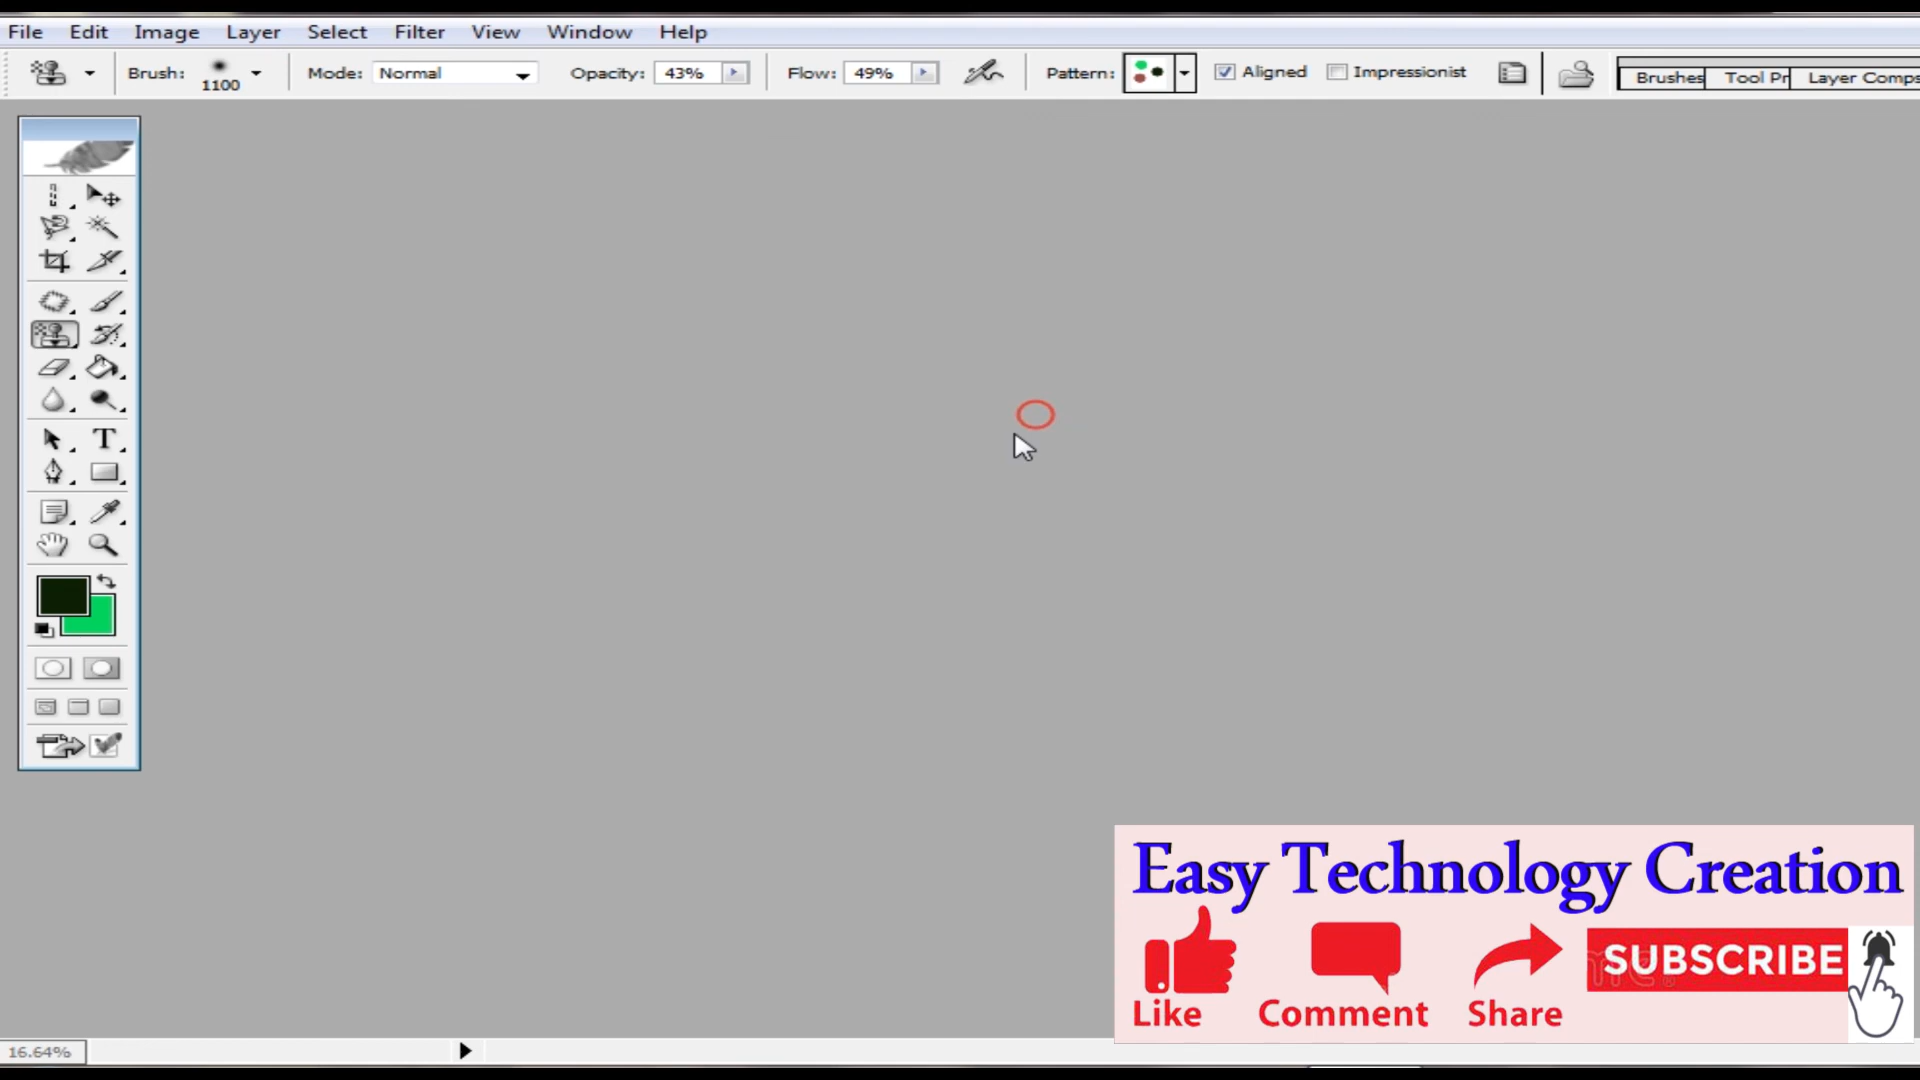 File Edit Image Layer Select Filter View Window Help
Brush: 1100 Mode: Normal Opacity: 43% Flow: 49% Pattern: Aligned Impressionist Brushes Tool Pr Layer Comps
T
Easy Technology Creation
SUBSCRIBE
Like Comment Share
16.64%